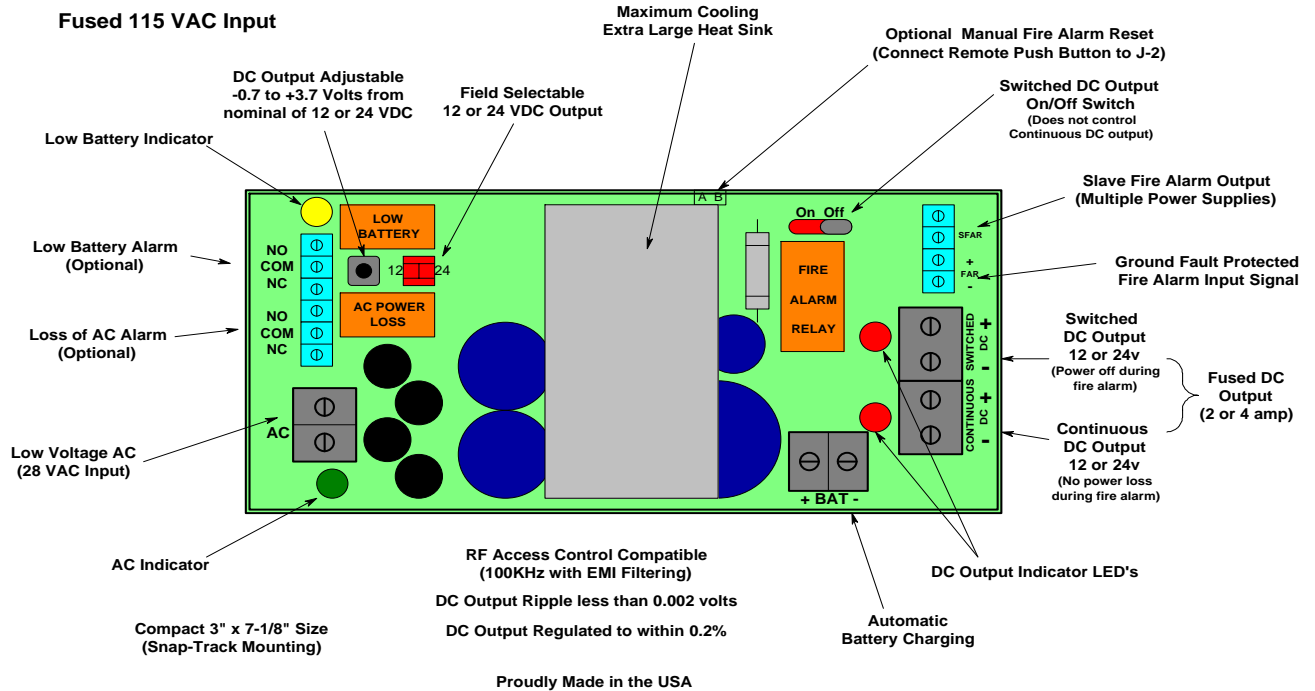 Fused 115 VAC Input
Maximum Cooling
Extra Large Heat Sink
Optional Manual Fire Alarm Reset
(Connect Remote Push Button to J-2)
DC Output Adjustable
-0.7 to +3.7 Volts from
nominal of 12 or 24 VDC
Field Selectable
12 or 24 VDC Output
Switched DC Output
On/Off Switch
(Does not control
Continuous DC output)
Low Battery Indicator
Slave Fire Alarm Output
(Multiple Power Supplies)
Low Battery Alarm
(Optional)
Ground Fault Protected
Fire Alarm Input Signal
Loss of AC Alarm
(Optional)
Switched
DC Output
12 or 24v
(Power off during
fire alarm)
Fused DC
Output
(2 or 4 amp)
Continuous
DC Output
12 or 24v
(No power loss
during fire alarm)
Low Voltage AC
(28 VAC Input)
A B
On Off
LOW
BATTERY
NO
COM
NC
12 24
AC POWER
LOSS
NO
COM
NC
AC
FIRE
ALARM
RELAY
SFAR
+
FAR
-
SWITCHED
DC
+
-
CONTINUOUS
DC
+
-
+ BAT -
AC Indicator
RF Access Control Compatible
(100KHz with EMI Filtering)
DC Output Ripple less than 0.002 volts
DC Output Regulated to within 0.2%
DC Output Indicator LED's
Automatic
Battery Charging
Compact 3" x 7-1/8" Size
(Snap-Track Mounting)
Proudly Made in the USA